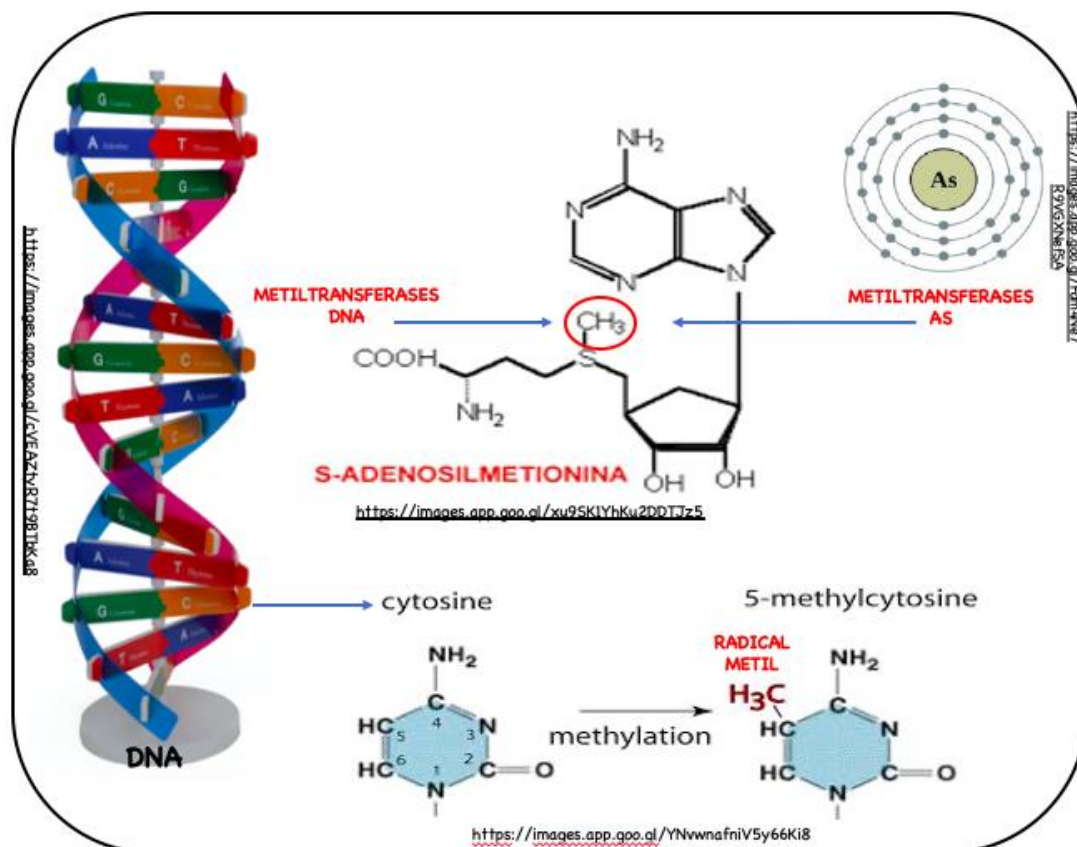 G C
A T
C G
A T
G C
T A
C
G
A T
G C
T A
DNA
https://images.app.goo.gl/cVEAZtvR7t9BTbKq8
METILTRANSFERASES
DNA
NH₂
N
N
N
N
CH₃
COOH
S
NH₂
OH
OH
S-ADENOSILMETIONINA
https://images.app.goo.gl/xu9SK1YhKu2DDTJz5
As
R9VGXNefSA
METILTRANSFERASES
AS
cytosine
NH₂
C
4
HC
5
N
3
HC
6
1
2
C
O
N
methylation
5-methylcytosine
RADICAL
METIL
H₃C
NH₂
C
C
N
HC
C
O
N
https://images.app.goo.gl/YNvwnafniV5y66Ki8